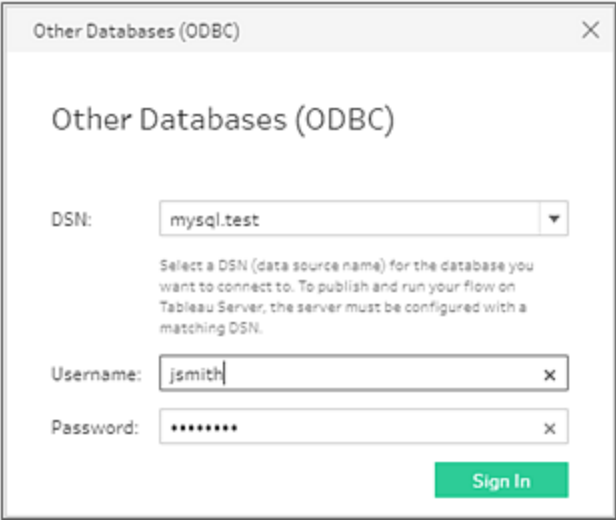 Other Databases (ODBC)
Other Databases (ODBC)
DSN: mysql.test
Select a DSN (data source name) for the database you
want to connect to. To publish and run your flow on
Tableau Server, the server must be configured with a
matching DSN.
Username: jsmith
Password: ••••••••
Sign In